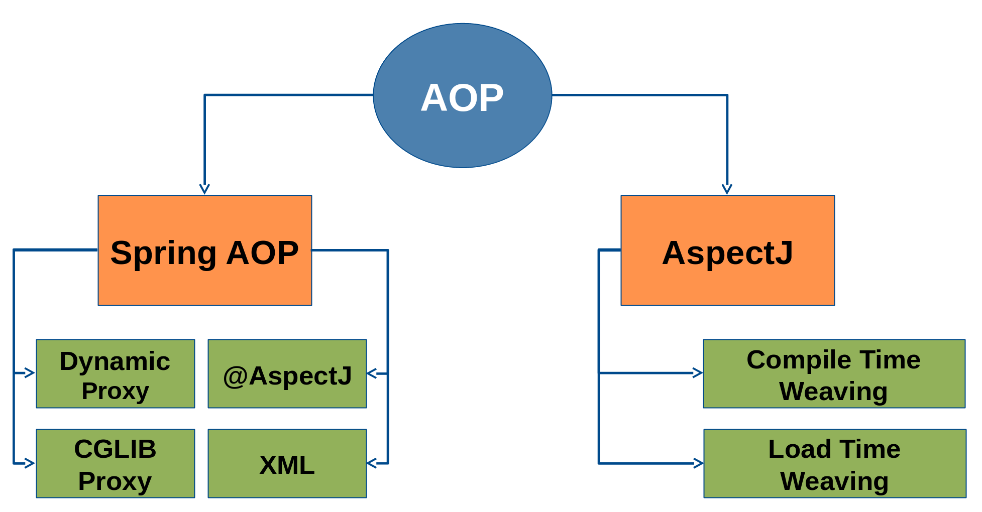 AOP
Spring AOP
AspectJ
Dynamic
Proxy
@AspectJ
Compile Time
Weaving
CGLIB
Proxy
XML
Load Time
Weaving